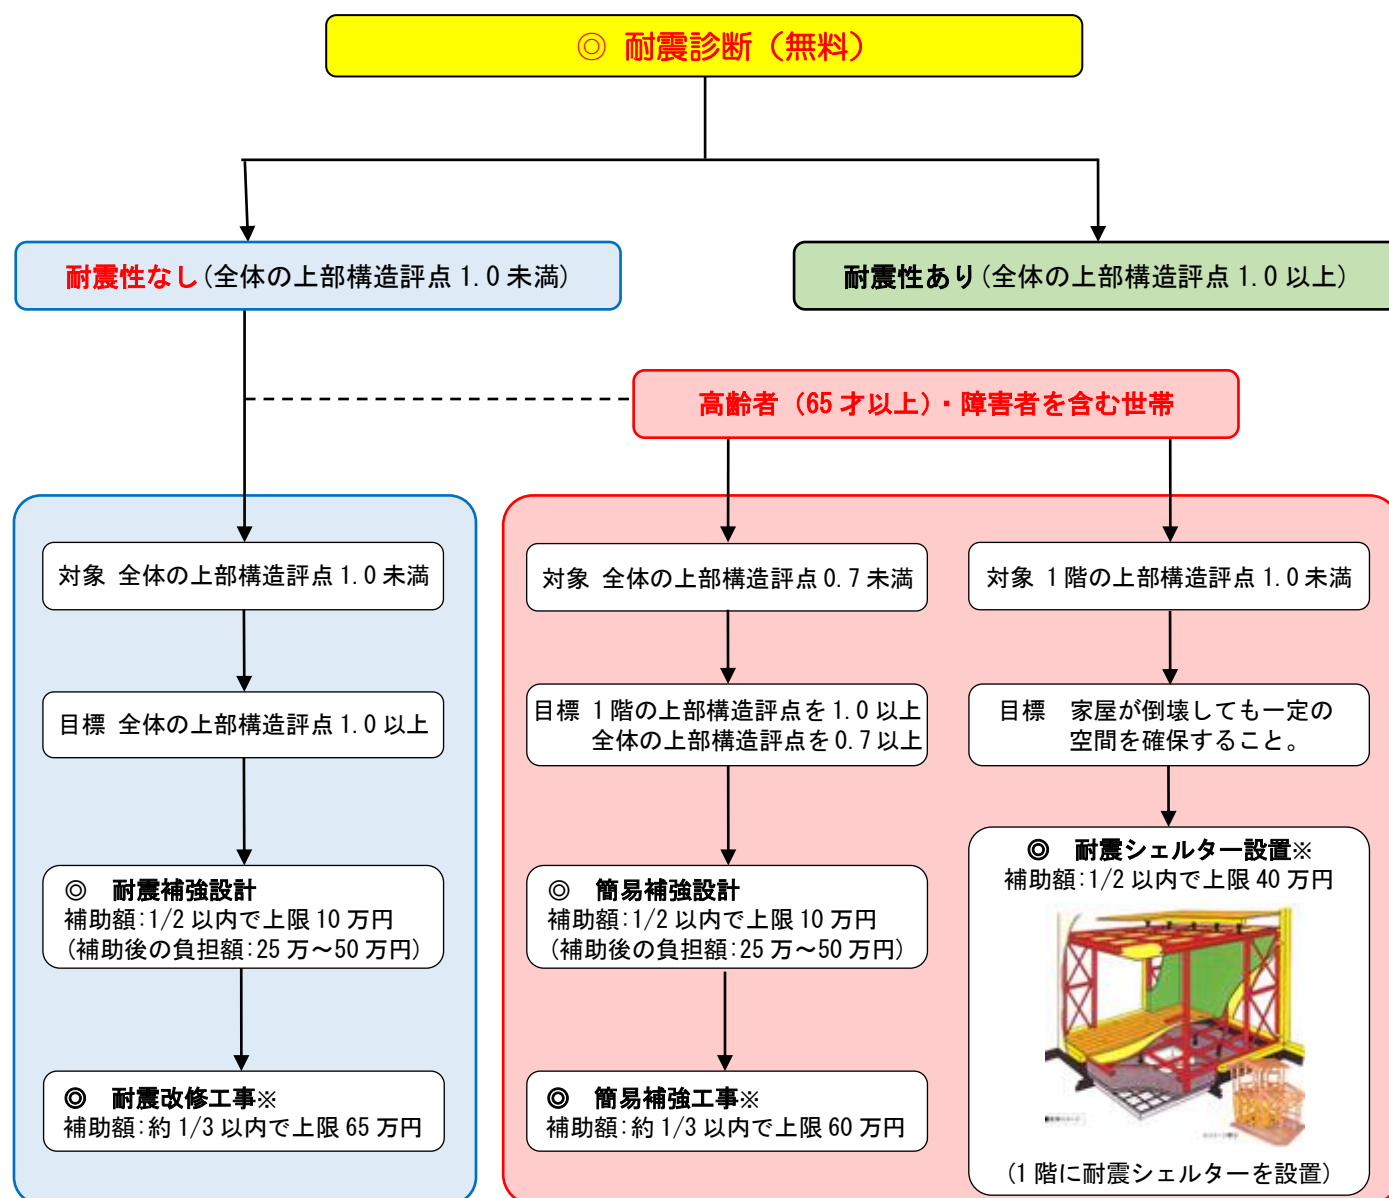 ◎ 耐震診断（無料）
耐震性なし(全体の上部構造評点 1.0 未満)
耐震性あり(全体の上部構造評点 1.0 以上)
高齢者（65 才以上）・障害者を含む世帯
対象 全体の上部構造評点 1.0 未満
目標 全体の上部構造評点 1.0 以上
◎ 耐震補強設計
補助額：1/2 以内で上限 10 万円
(補助後の負担額：25 万～50 万円)
◎ 耐震改修工事※
補助額：約 1/3 以内で上限 65 万円
対象 全体の上部構造評点 0.7 未満
目標 1 階の上部構造評点を 1.0 以上
全体の上部構造評点を 0.7 以上
◎ 簡易補強設計
補助額：1/2 以内で上限 10 万円
(補助後の負担額：25 万～50 万円)
◎ 簡易補強工事※
補助額：約 1/3 以内で上限 60 万円
対象 1 階の上部構造評点 1.0 未満
目標 家屋が倒壊しても一定の
空間を確保すること。
◎ 耐震シェルター設置※
補助額：1/2 以内で上限 40 万円
(1 階に耐震シェルターを設置)